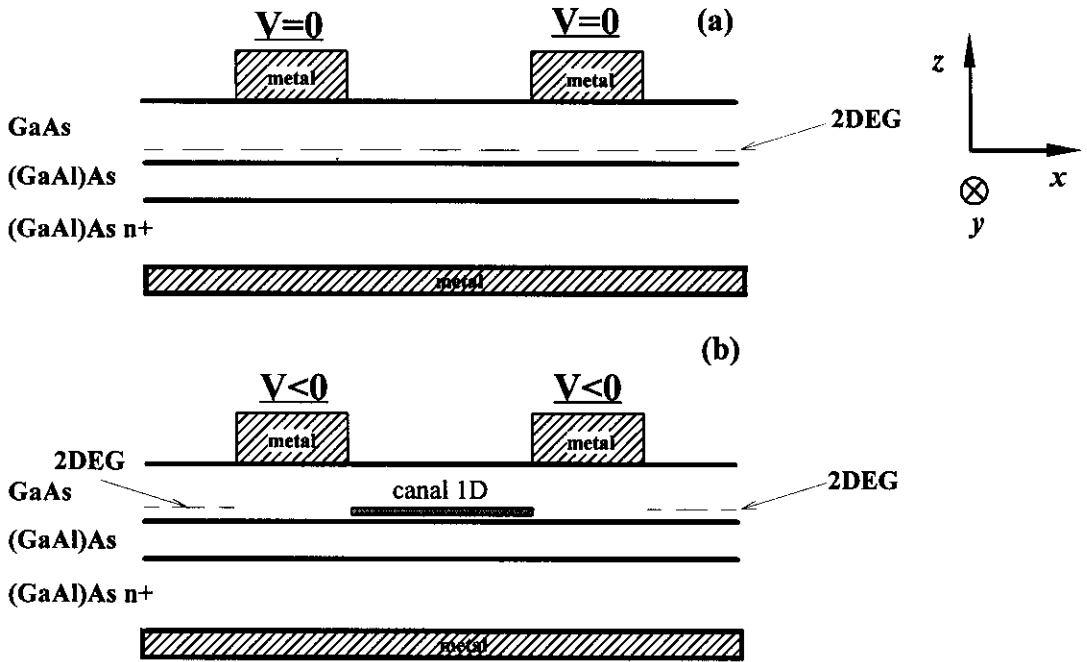 V=0 V=0 (a)
metal metal
z
GaAs
2DEG
(GaAl)As
x
(GaAl)As n+
y
metal
(b)
V<0 V<0
metal metal
2DEG
GaAs canal 1D 2DEG
(GaAl)As
(GaAl)As n+
metal